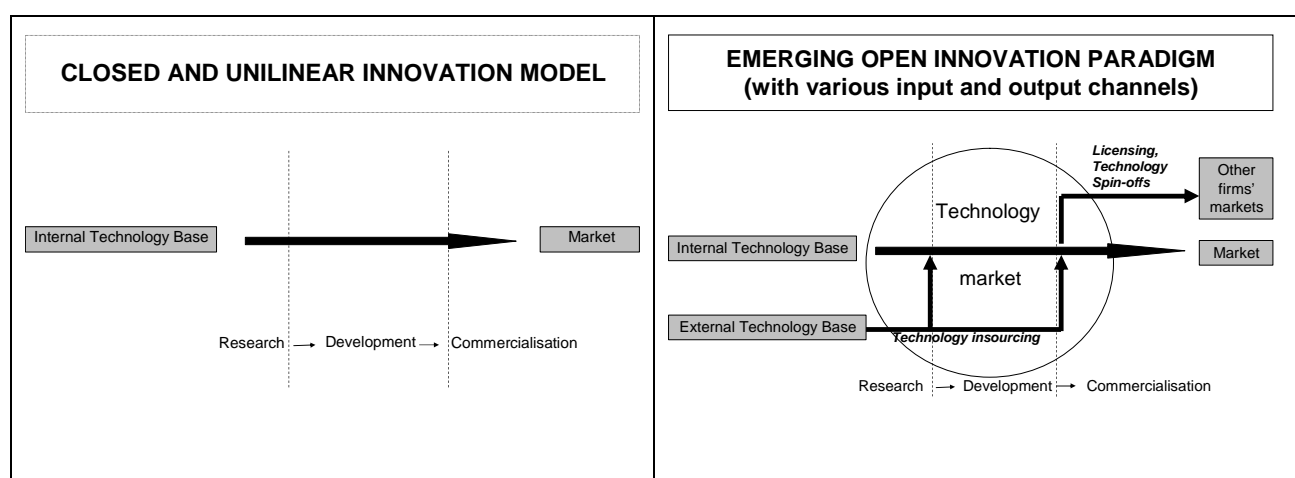 CLOSED AND UNILINEAR INNOVATION MODEL
Internal Technology Base
Market
Research
Development
Commercialisation
EMERGING OPEN INNOVATION PARADIGM
(with various input and output channels)
Licensing,
Technology
Spin-offs
Other
firms’
markets
Technology
Internal Technology Base
Market
market
External Technology Base
Technology insourcing
Research
Development
Commercialisation